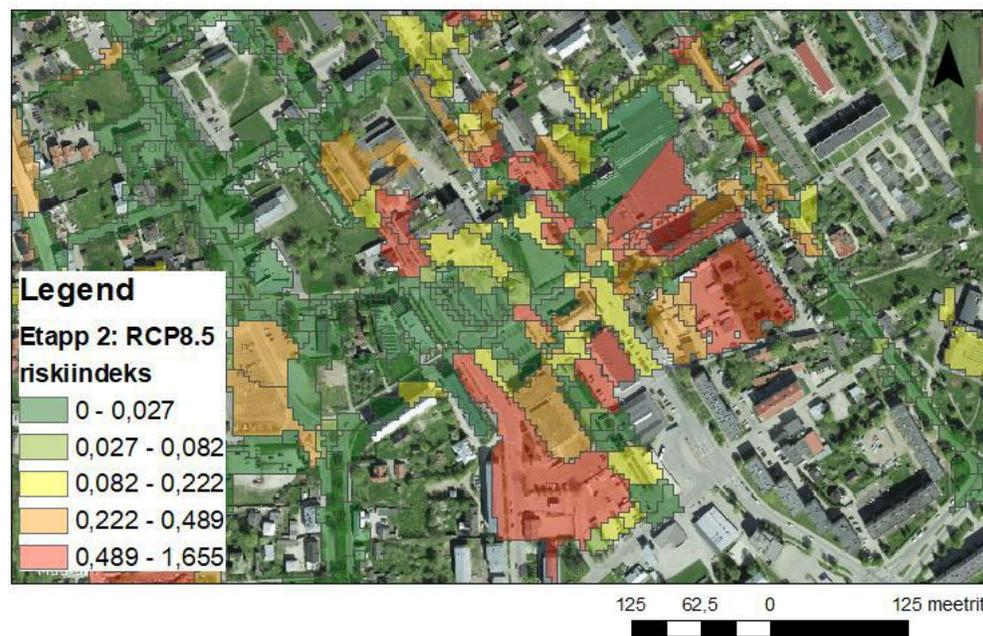 N
Legend
Etapp 2: RCP8.5
riskiindeks
0 - 0,027
0,027 - 0,082
0,082 - 0,222
0,222 - 0,489
0,489 - 1,655
125 62,5 0 125 meetrit